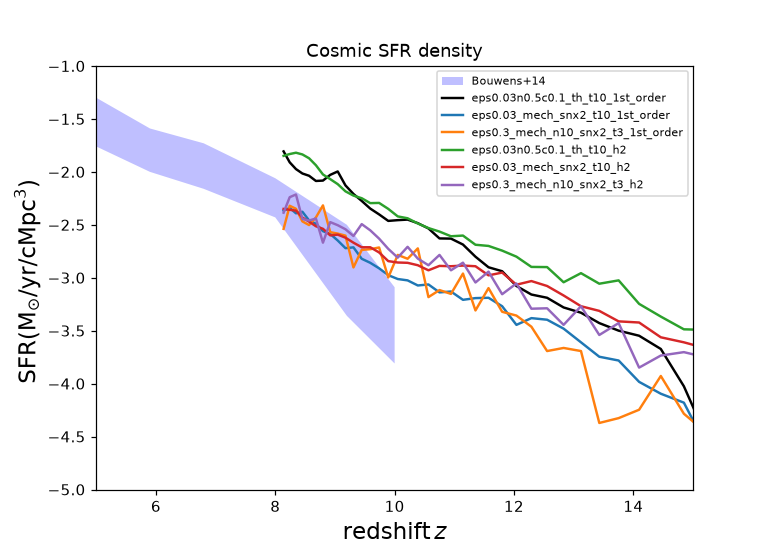 Cosmic SFR density
−1.0
−1.5
−2.0
−2.5
−3.0
−3.5
−4.0
−4.5
−5.0
SFR(M⊙/yr/cMpc³)
Bouwens+14
eps0.03n0.5c0.1_th_t10_1st_order
eps0.03_mech_snx2_t10_1st_order
eps0.3_mech_n10_snx2_t3_1st_order
eps0.03n0.5c0.1_th_t10_h2
eps0.03_mech_snx2_t10_h2
eps0.3_mech_n10_snx2_t3_h2
6 8 10 12 14
redshift z